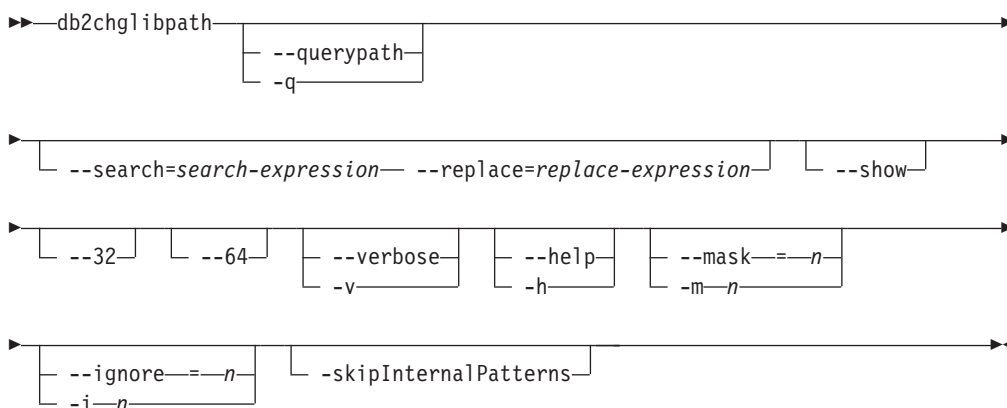 db2chglibpath
--querypath
-q
--search=search-expression --replace=replace-expression --show
--32 --64 --verbose --help --mask = n
-v -h -m n
--ignore = n -skipInternalPatterns
-i n